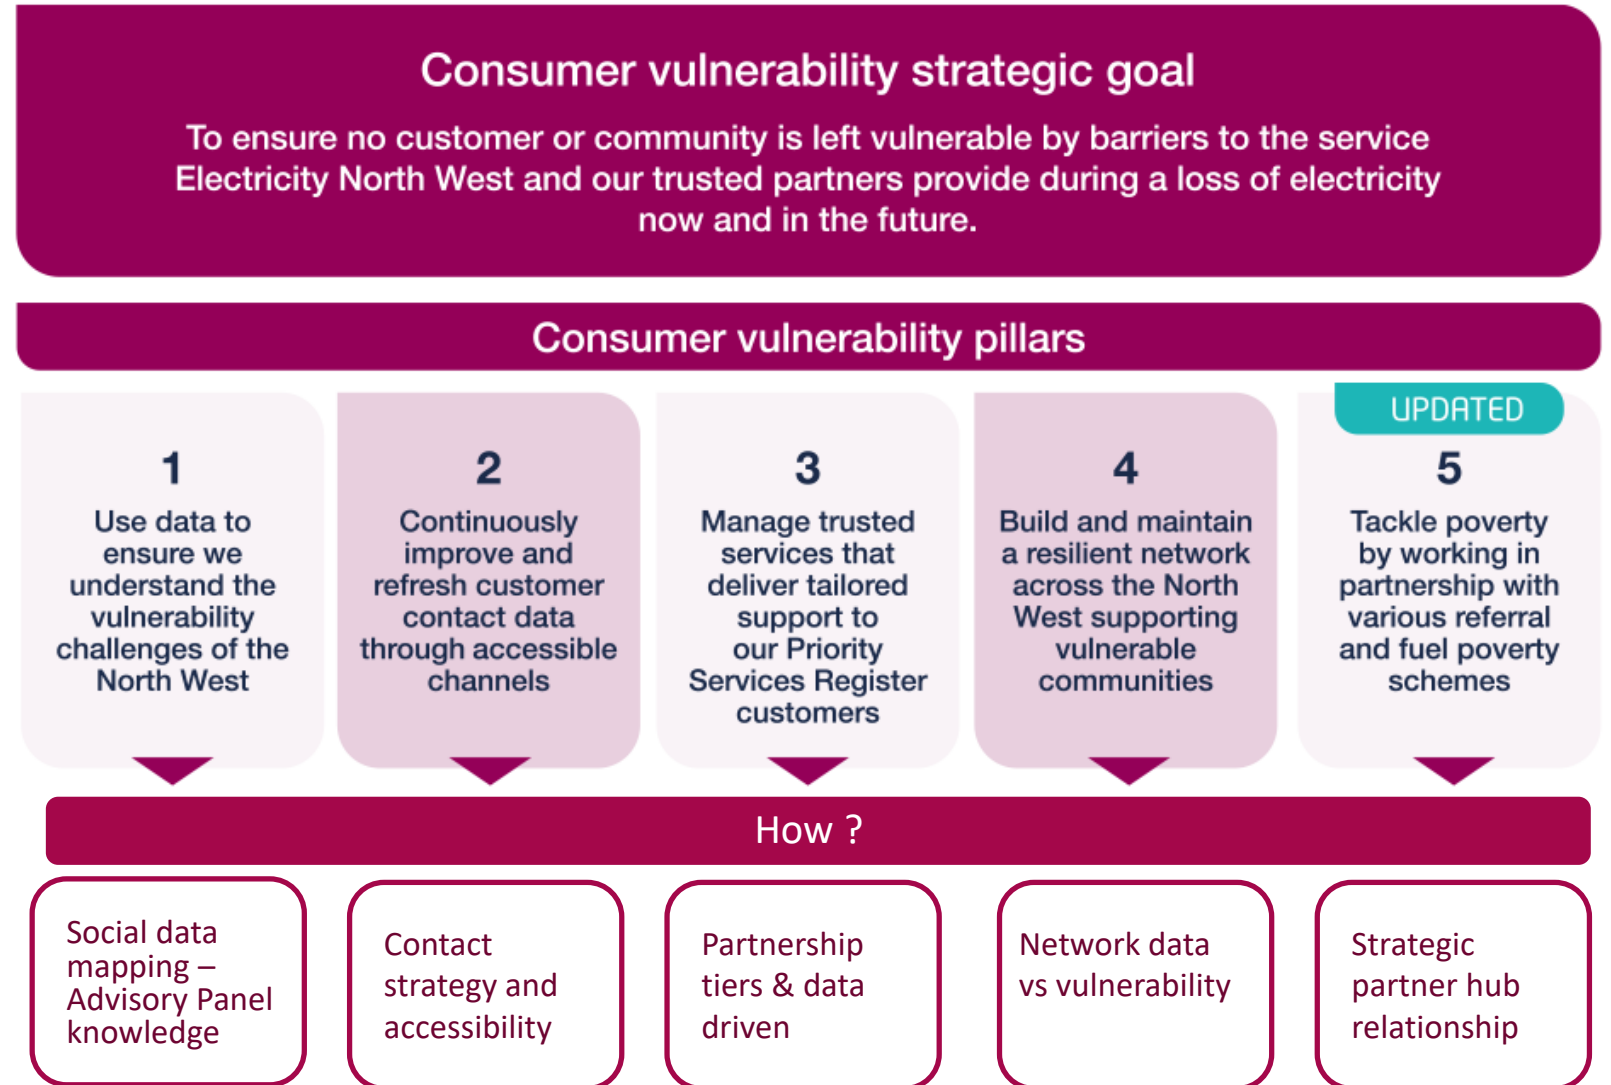 Consumer vulnerability strategic goal
To ensure no customer or community is left vulnerable by barriers to the service
Electricity North West and our trusted partners provide during a loss of electricity
now and in the future.
Consumer vulnerability pillars
1
Use data to
ensure we
understand the
vulnerability
challenges of the
North West
2
Continuously
improve and
refresh customer
contact data
through accessible
channels
3
Manage trusted
services that
deliver tailored
support to
our Priority
Services Register
customers
4
Build and maintain
a resilient network
across the North
West supporting
vulnerable
communities
UPDATED
5
Tackle poverty
by working in
partnership with
various referral
and fuel poverty
schemes
How ?
Social data
mapping –
Advisory Panel
knowledge
Contact
strategy and
accessibility
Partnership
tiers & data
driven
Network data
vs vulnerability
Strategic
partner hub
relationship